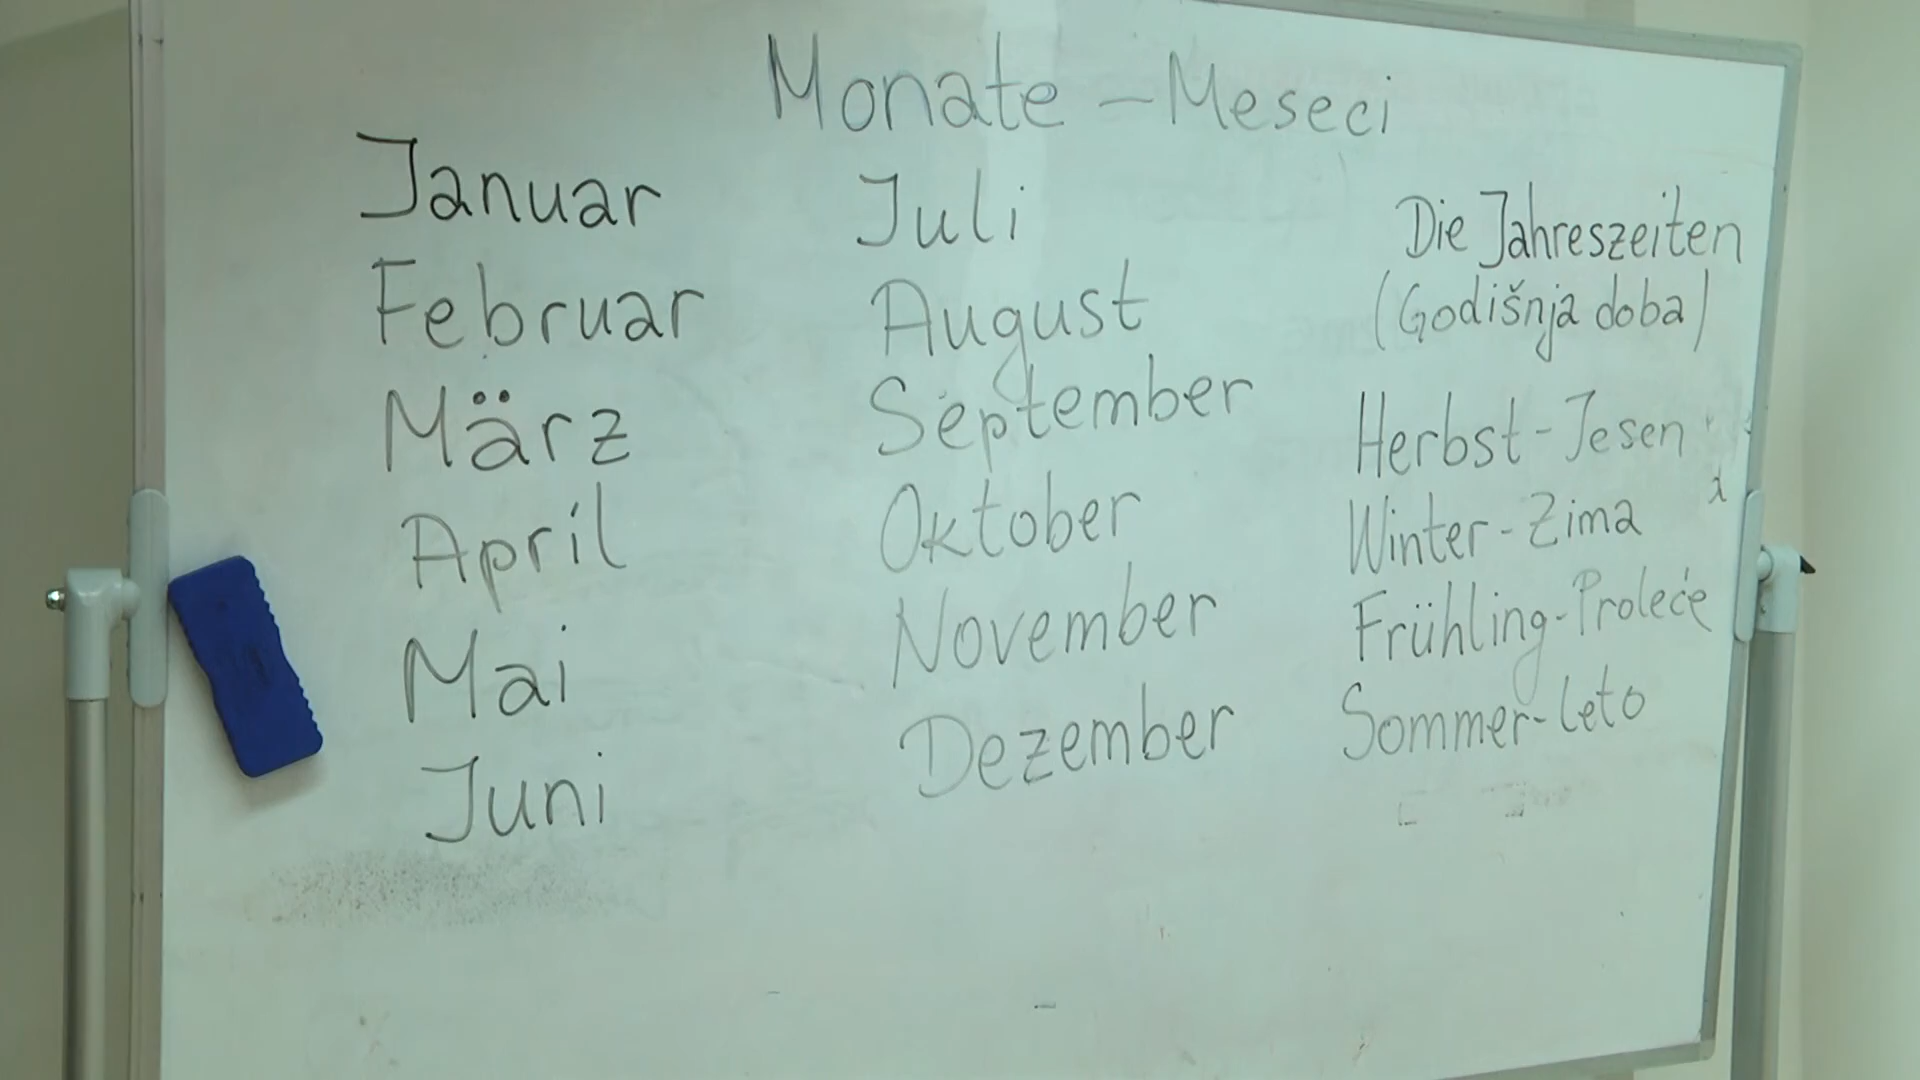 Monate – Meseci
Januar
Februar
März
April
Mai
Juni
Juli
August
September
Oktober
November
Dezember
Die Jahreszeiten
(Godišnja doba)
Herbst - Jesen
Winter - Zima
Frühling - Proleće
Sommer - leto